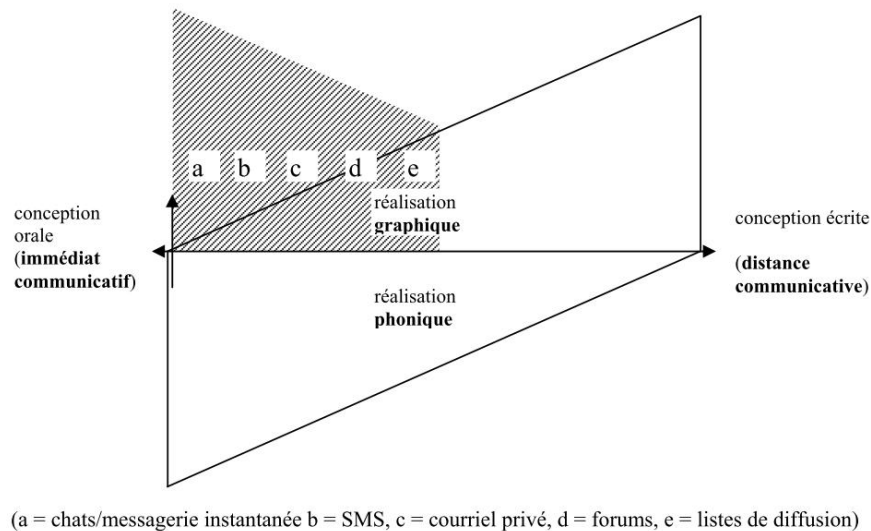 a b c d e
réalisation
graphique
conception
orale
(immédiat
communicatif)
conception écrite
(distance
communicative)
réalisation
phonique
(a = chats/messagerie instantanée b = SMS, c = courriel privé, d = forums, e = listes de diffusion)